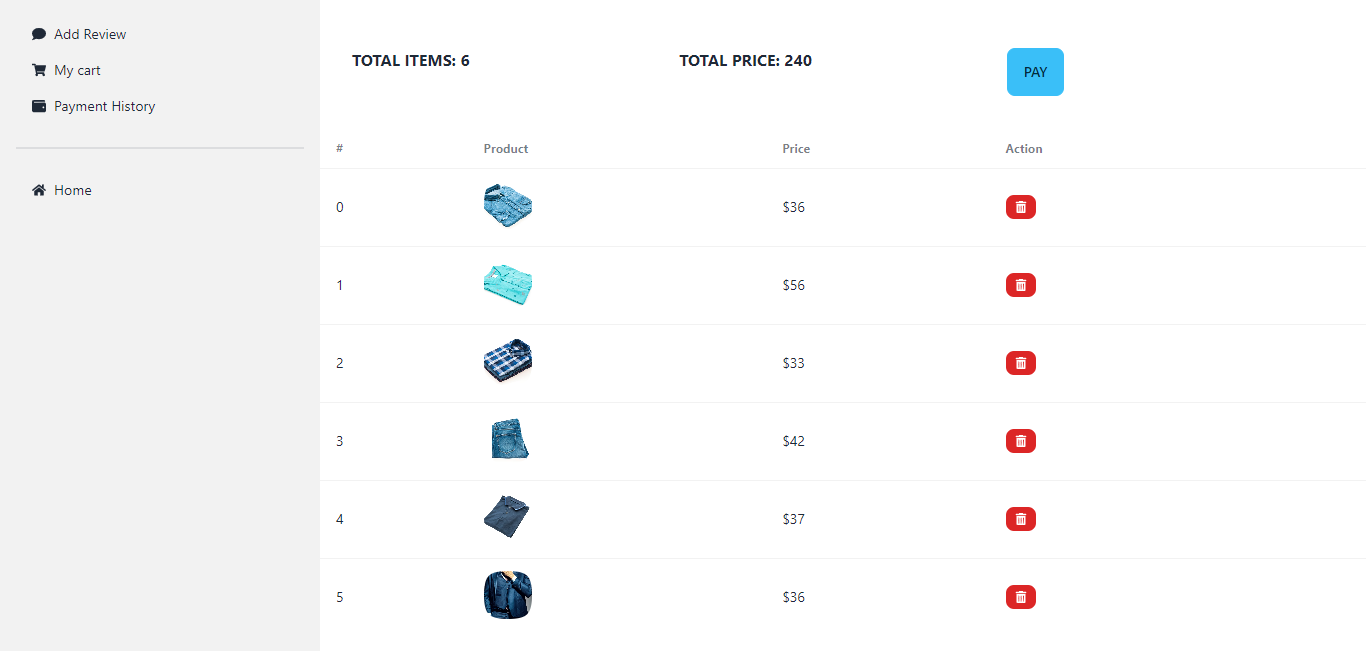 Add Review
My cart
Payment History
Home
TOTAL ITEMS: 6
TOTAL PRICE: 240
PAY
# Product Price Action
0 $36
1 $56
2 $33
3 $42
4 $37
5 $36